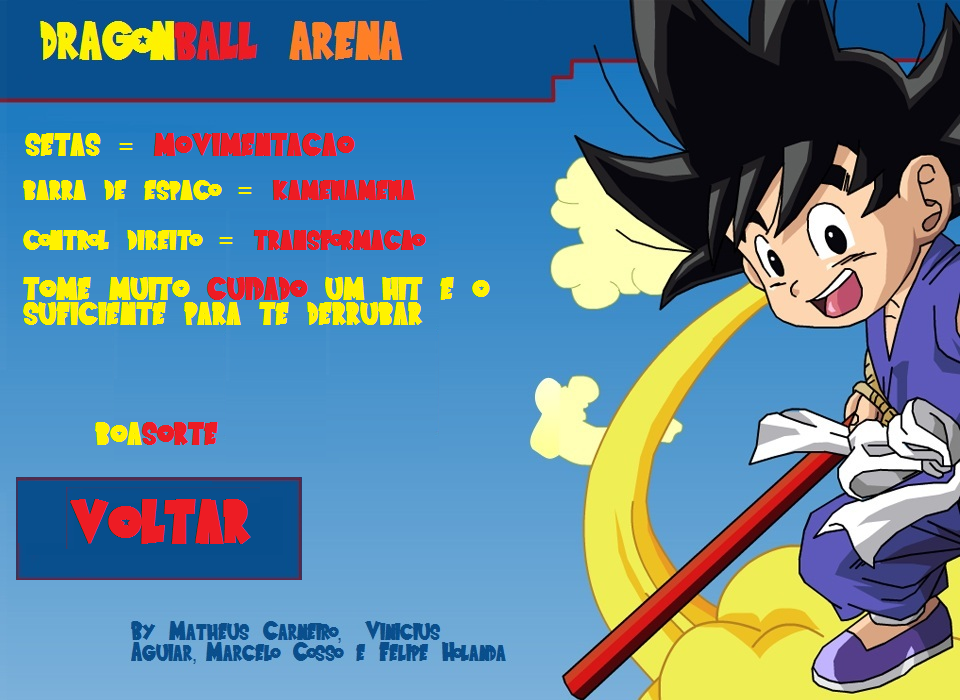 DRAGONBALL ARENA
SETAS = MOVIMENTACAO
BARRA DE ESPACO = KAMEHAMEHA
CONTROL DIREITO = TRANSFORMACAO
TOME MUITO CUIDADO UM HIT E O
SUFICIENTE PARA TE DERRUBAR
BOASORTE
VOLTAR
By Matheus Carneiro, Vinicius
Aguiar, Marcelo Cosso e Felipe Holanda